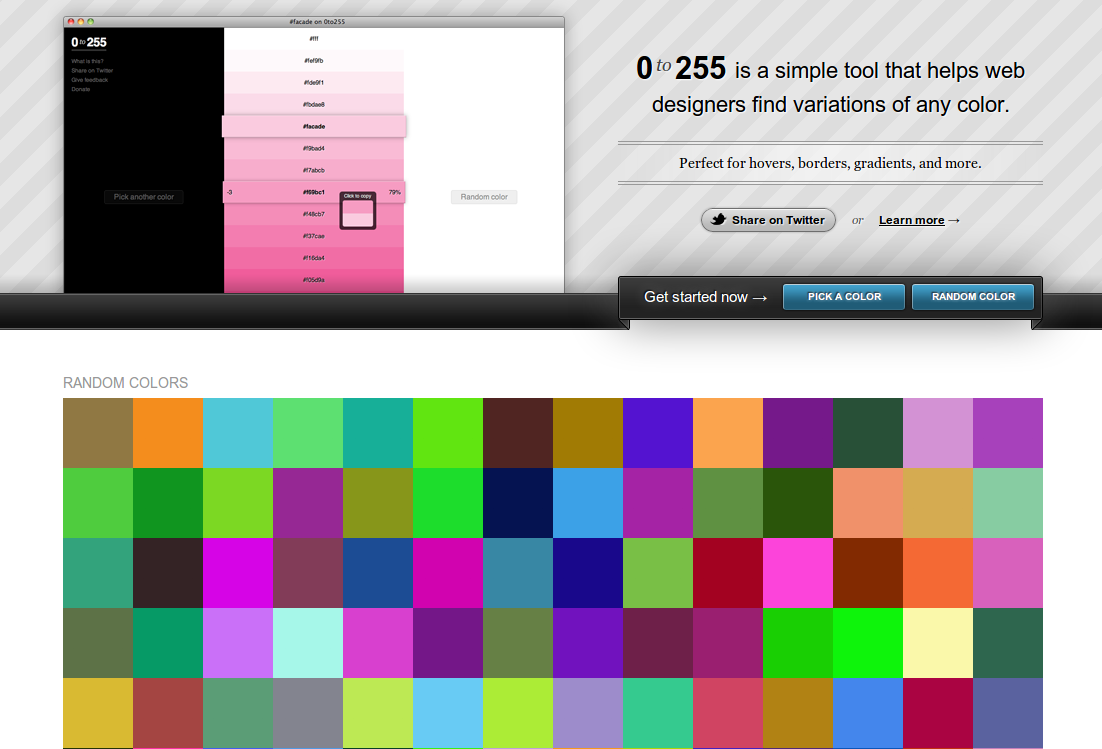 #facade on 0to255
0 to 255
What is this?
Share on Twitter
Give feedback
Donate
#fff
#fef9fb
#fde9f1
#fbdae8
#facade
#f9bad4
#f7abcb
-3 #f69bc1 79%
Click to copy
Pick another color
Random color
#f48cb7
#f37cae
#f16da4
#f05d9a
0 to 255 is a simple tool that helps web
designers find variations of any color.
Perfect for hovers, borders, gradients, and more.
Share on Twitter or Learn more →
Get started now → PICK A COLOR RANDOM COLOR
RANDOM COLORS